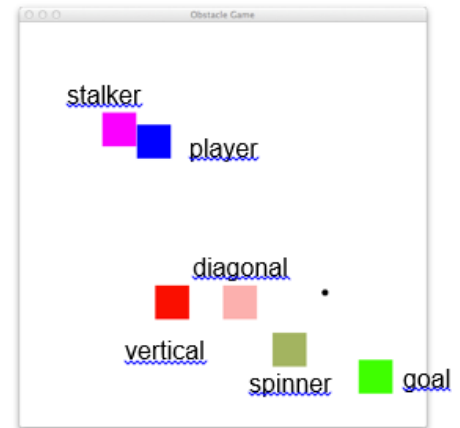 Obstacle Game
stalker
player
diagonal
vertical
spinner
goal